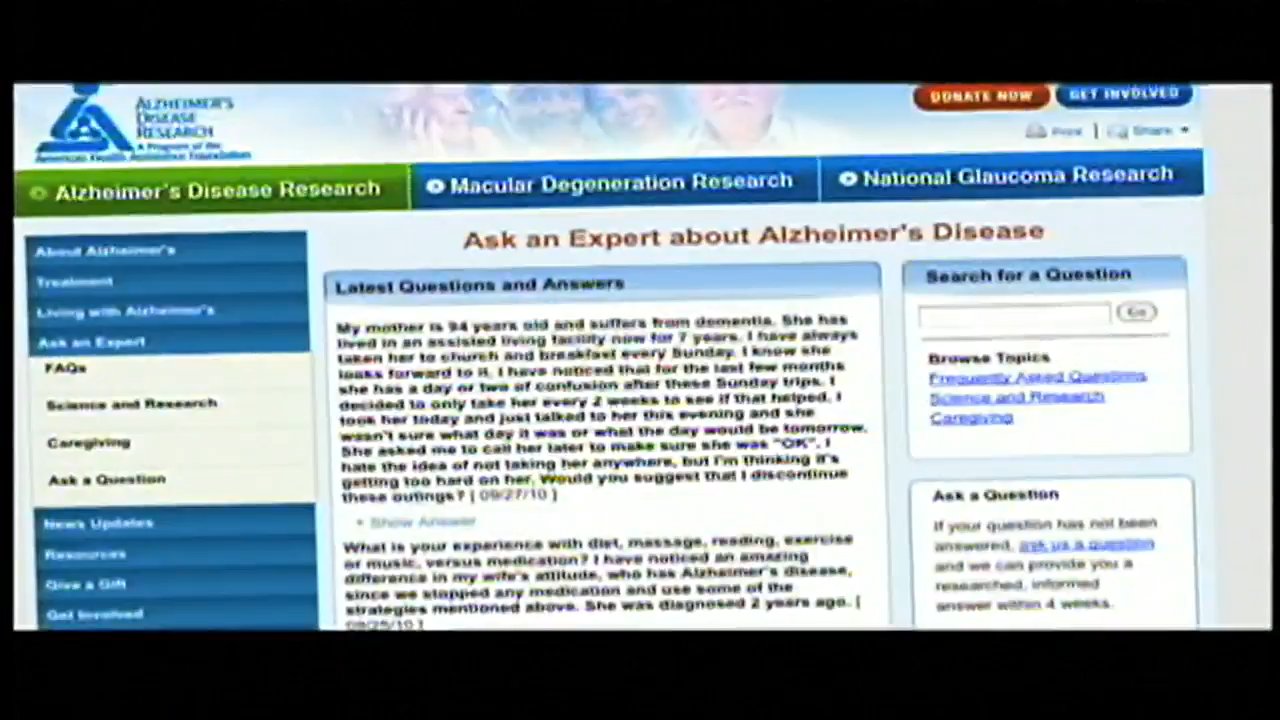 ALZHEIMER'S
DISEASE
RESEARCH
A Program of the
American Health Assistance Foundation
DONATE NOW
GET INVOLVED
Print | Share
Alzheimer's Disease Research
Macular Degeneration Research
National Glaucoma Research
About Alzheimer's
Treatment
Living with Alzheimer's
Ask an Expert
FAQs
Science and Research
Caregiving
Ask a Question
News Updates
Resources
Give a Gift
Get Involved
Ask an Expert about Alzheimer's Disease
Latest Questions and Answers
My mother is 94 years old and suffers from dementia. She has
lived in an assisted living facility now for 7 years. I have always
taken her to church and breakfast every Sunday. I know she
looks forward to it. I have noticed that for the last few months
she has a day or two of confusion after these Sunday trips. I
decided to only take her every 2 weeks to see if that helped. I
took her today and just talked to her this evening and she
wasn't sure what day it was or what the day would be tomorrow.
She asked me to call her later to make sure she was "OK". I
hate the idea of not taking her anywhere, but I'm thinking it's
getting too hard on her. Would you suggest that I discontinue
these outings? [ 09/27/10 ]
Show Answer
What is your experience with diet, massage, reading, exercise
or music, versus medication? I have noticed an amazing
difference in my wife's attitude, who has Alzheimer's disease,
since we stopped any medication and use some of the
strategies mentioned above. She was diagnosed 2 years ago. [
09/25/10 ]
Search for a Question
Go
Browse Topics
Frequently Asked Questions
Science and Research
Caregiving
Ask a Question
If your question has not been
answered, ask us a question
and we can provide you a
researched, informed
answer within 4 weeks.